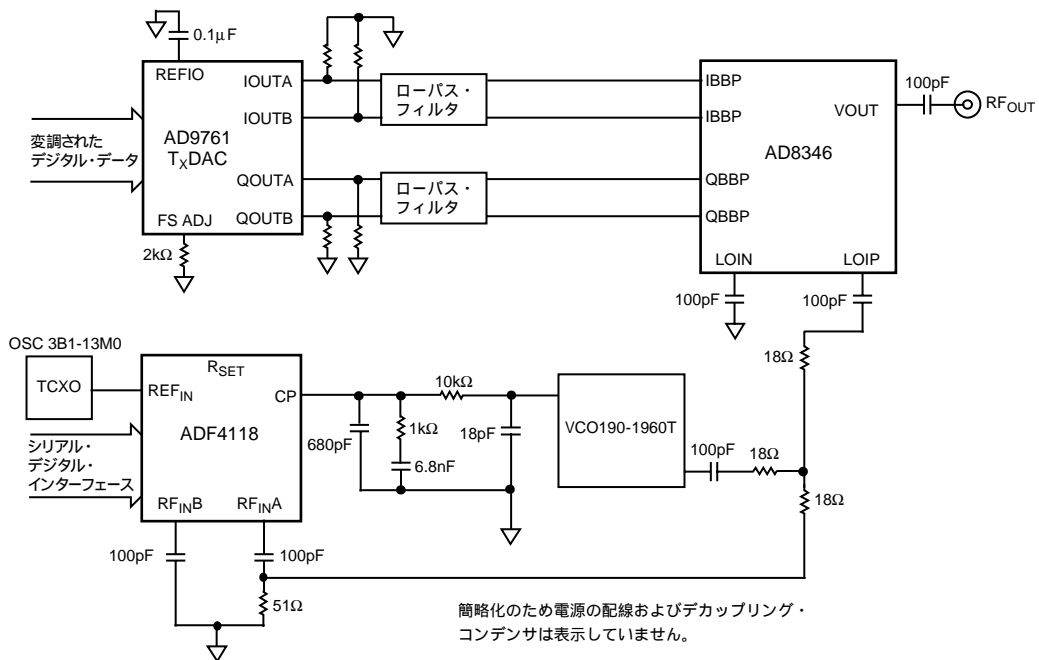 0.1μF
REFIO
IOUTA
IOUTB
AD9761
TXDAC
QOUTA
QOUTB
FS ADJ
2kΩ
変調された
デジタル・データ
ローパス・
フィルタ
ローパス・
フィルタ
IBBP
IBBP
QBBP
QBBP
VOUT
AD8346
LOIN
LOIP
100pF
RFOUT
100pF
100pF
18Ω
OSC 3B1-13M0
TCXO
RSET
REFIN
CP
ADF4118
RFINB
RFINA
シリアル・
デジタル・
インターフェース
10kΩ
680pF
1kΩ
6.8nF
18pF
VCO190-1960T
100pF
18Ω
18Ω
100pF
100pF
51Ω
簡略化のため電源の配線およびデカップリング・
コンデンサは表示していません。